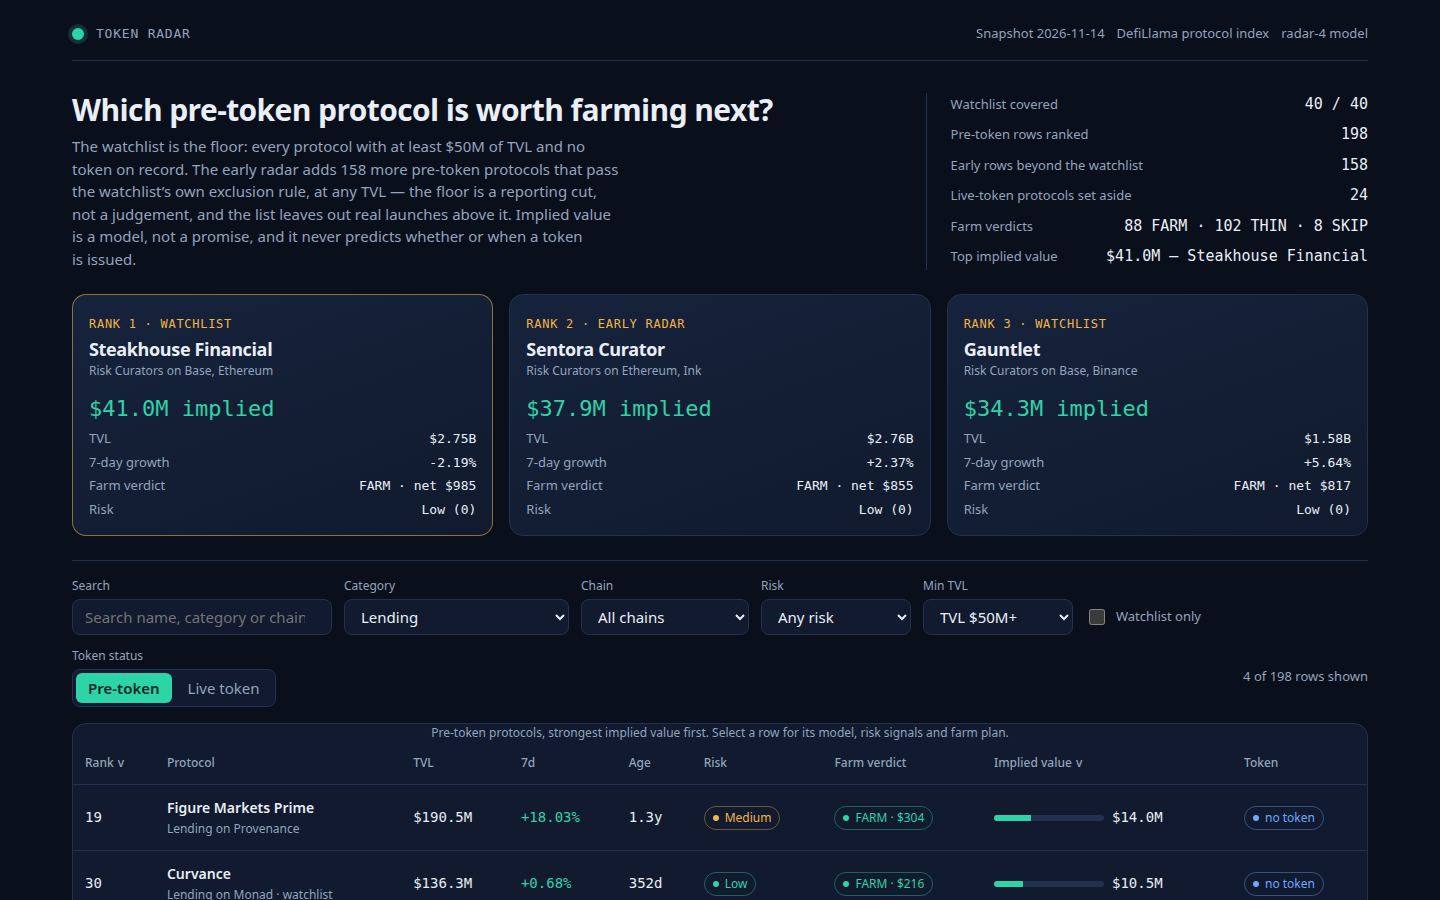 TOKEN RADAR
Snapshot 2026-11-14 DefiLlama protocol index radar-4 model
Which pre-token protocol is worth farming next?
The watchlist is the floor: every protocol with at least $50M of TVL and no
token on record. The early radar adds 158 more pre-token protocols that pass
the watchlist’s own exclusion rule, at any TVL — the floor is a reporting cut,
not a judgement, and the list leaves out real launches above it. Implied value
is a model, not a promise, and it never predicts whether or when a token
is issued.
Watchlist covered 40 / 40
Pre-token rows ranked 198
Early rows beyond the watchlist 158
Live-token protocols set aside 24
Farm verdicts 88 FARM · 102 THIN · 8 SKIP
Top implied value $41.0M — Steakhouse Financial
RANK 1 · WATCHLIST
Steakhouse Financial
Risk Curators on Base, Ethereum
$41.0M implied
TVL $2.75B
7-day growth -2.19%
Farm verdict FARM · net $985
Risk Low (0)
RANK 2 · EARLY RADAR
Sentora Curator
Risk Curators on Ethereum, Ink
$37.9M implied
TVL $2.76B
7-day growth +2.37%
Farm verdict FARM · net $855
Risk Low (0)
RANK 3 · WATCHLIST
Gauntlet
Risk Curators on Base, Binance
$34.3M implied
TVL $1.58B
7-day growth +5.64%
Farm verdict FARM · net $817
Risk Low (0)
Search Category Chain Risk Min TVL
Search name, category or chain Lending All chains Any risk TVL $50M+ Watchlist only
Token status
Pre-token Live token
4 of 198 rows shown
Pre-token protocols, strongest implied value first. Select a row for its model, risk signals and farm plan.
Rank v Protocol TVL 7d Age Risk Farm verdict Implied value v Token
19 Figure Markets Prime $190.5M +18.03% 1.3y Medium FARM · $304 $14.0M no token
Lending on Provenance
30 Curvance $136.3M +0.68% 352d Low FARM · $216 $10.5M no token
Lending on Monad · watchlist